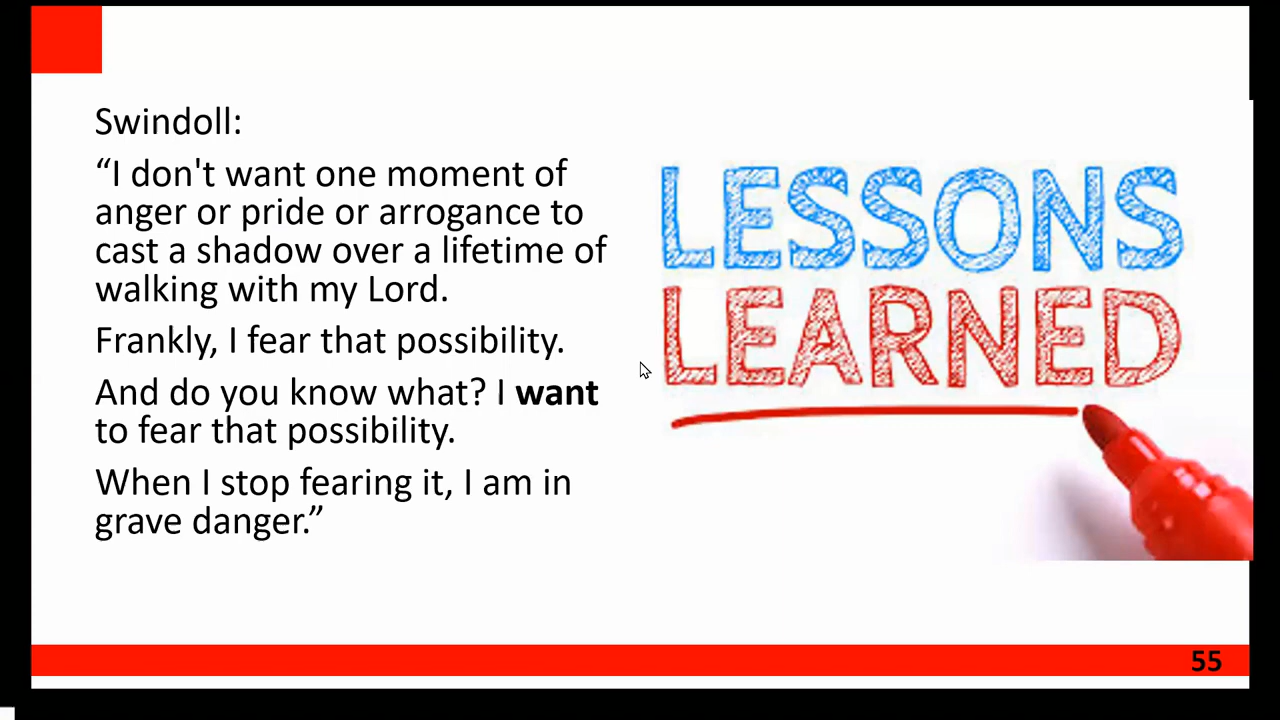 Swindoll:
“I don't want one moment of
anger or pride or arrogance to
cast a shadow over a lifetime of
walking with my Lord.
Frankly, I fear that possibility.
And do you know what? I want
to fear that possibility.
When I stop fearing it, I am in
grave danger.”
LESSONS
LEARNED
55